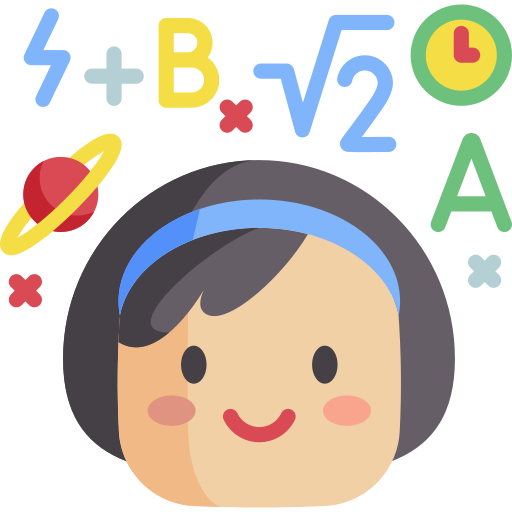 + B × √2
A ×
×